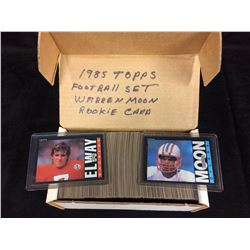 1985 TOPPS
FOOTBALL SET
WARREN MOON
ROOKIE CARD
ELWAY
MOON